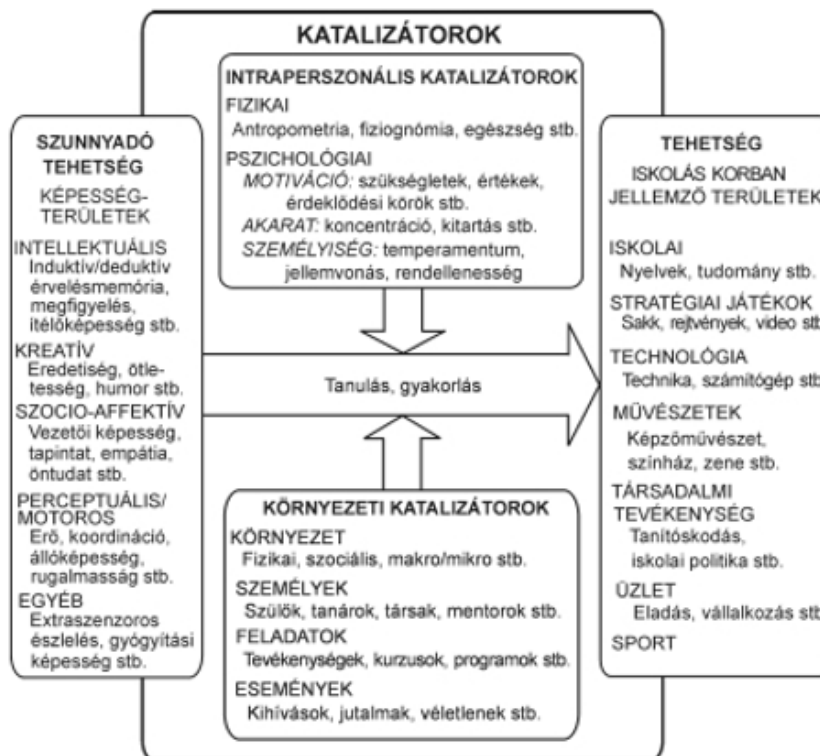 KATALIZÁTOROK
INTRAPERSZONÁLIS KATALIZÁTOROK
FIZIKAI
Antropometria, fiziognómia, egészség stb.
PSZICHOLÓGIAI
MOTIVÁCIÓ: szükségletek, értékek,
érdeklődési körök stb.
AKARAT: koncentráció, kitartás stb.
SZEMÉLYISÉG: temperamentum,
jellemvonás, rendellenesség
SZUNNYADÓ
TEHETSÉG
KÉPESSÉG-
TERÜLETEK
INTELLEKTUÁLIS
Induktív/deduktív
érvelésmemória,
megfigyelés,
ítélőképesség stb.
KREATÍV
Eredetiség, ötle-
tesség, humor stb.
SZOCIO-AFFEKTÍV
Vezetői képesség,
tapintat, empátia,
öntudat stb.
PERCEPTUÁLIS/
MOTOROS
Erő, koordináció,
állóképesség,
rugalmasság stb.
EGYÉB
Extraszenzoros
észlelés, gyógyítási
képesség stb.
Tanulás, gyakorlás
KÖRNYEZETI KATALIZÁTOROK
KÖRNYEZET
Fizikai, szociális, makro/mikro stb.
SZEMÉLYEK
Szülők, tanárok, társak, mentorok stb.
FELADATOK
Tevékenységek, kurzusok, programok stb.
ESEMÉNYEK
Kihívások, jutalmak, véletlenek stb.
TEHETSÉG
ISKOLÁS KORBAN
JELLEMZŐ TERÜLETEK
ISKOLAI
Nyelvek, tudomány stb.
STRATÉGIAI JÁTÉKOK
Sakk, rejtvények, video stb
TECHNOLÓGIA
Technika, számítógép stb
MŰVÉSZETEK
Képzőművészet,
színház, zene stb.
TÁRSADALMI
TEVÉKENYSÉG
Tanítóskodás,
iskolai politika stb.
ÜZLET
Eladás, vállalkozás stb
SPORT